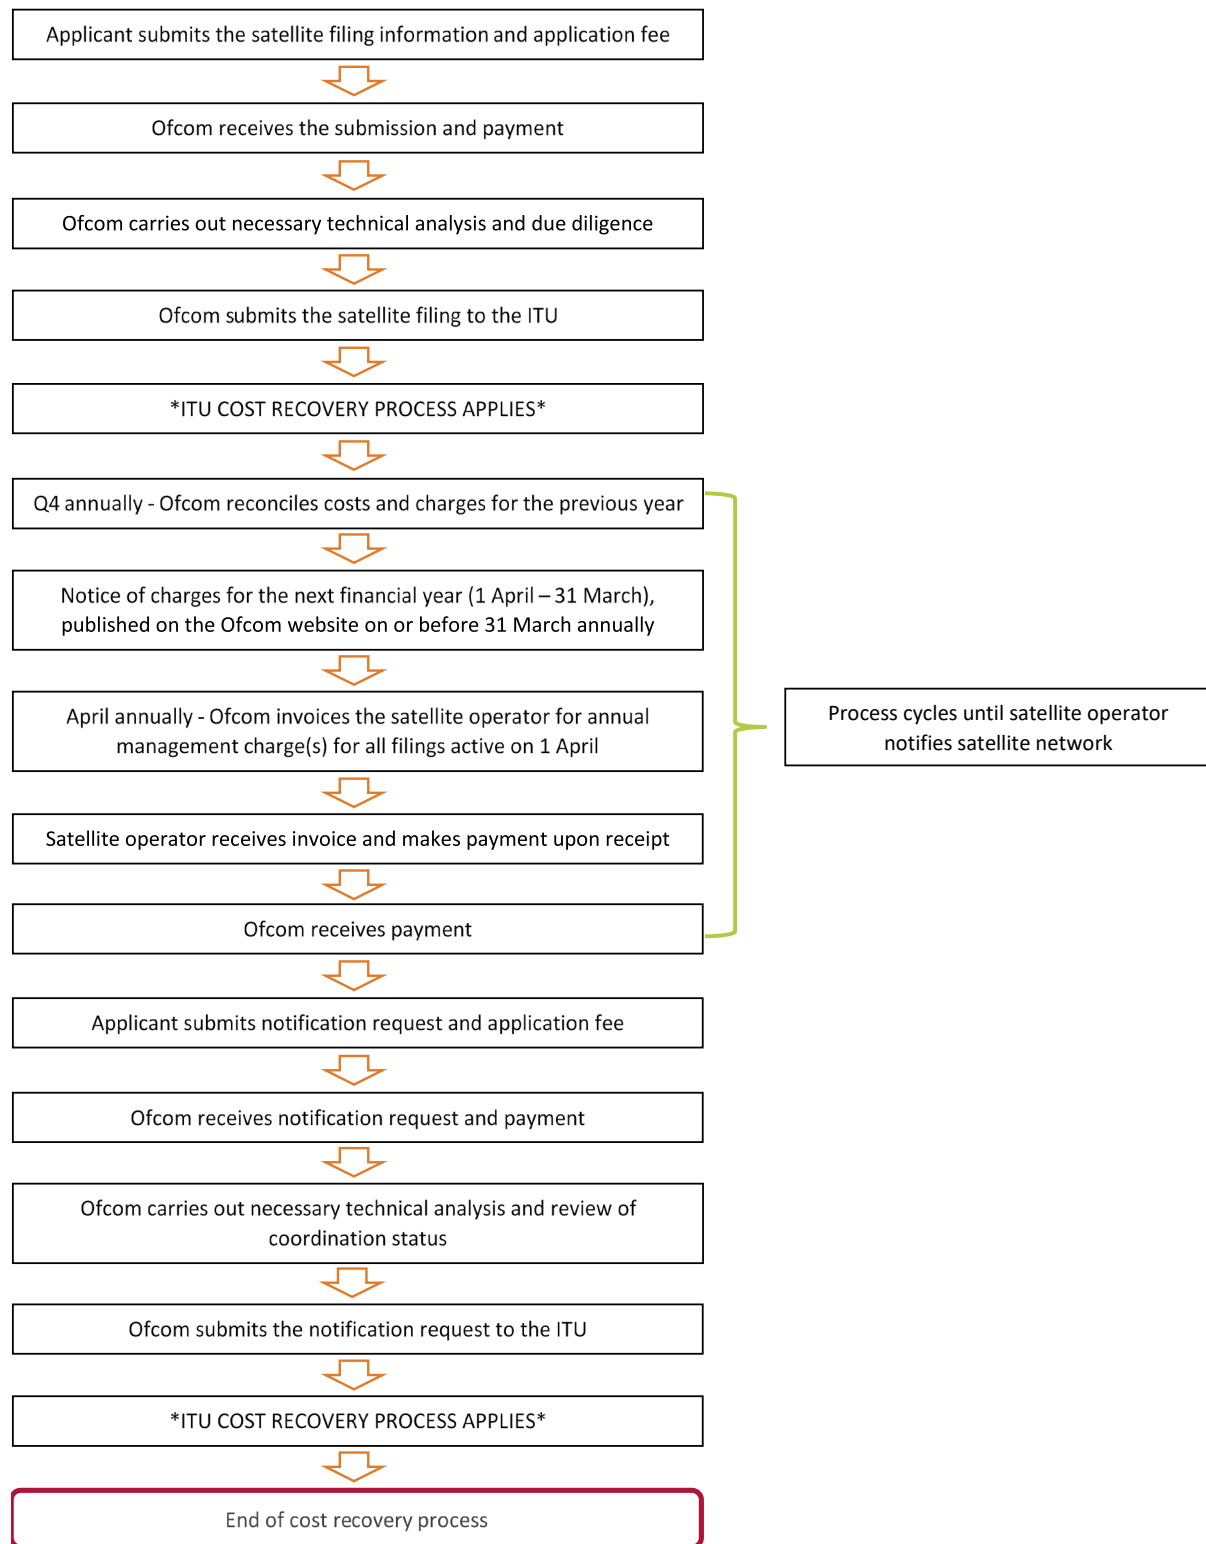 Applicant submits the satellite filing information and application fee
Ofcom receives the submission and payment
Ofcom carries out necessary technical analysis and due diligence
Ofcom submits the satellite filing to the ITU
*ITU COST RECOVERY PROCESS APPLIES*
Q4 annually - Ofcom reconciles costs and charges for the previous year
Notice of charges for the next financial year (1 April – 31 March),
published on the Ofcom website on or before 31 March annually
April annually - Ofcom invoices the satellite operator for annual
management charge(s) for all filings active on 1 April
Process cycles until satellite operator
notifies satellite network
Satellite operator receives invoice and makes payment upon receipt
Ofcom receives payment
Applicant submits notification request and application fee
Ofcom receives notification request and payment
Ofcom carries out necessary technical analysis and review of
coordination status
Ofcom submits the notification request to the ITU
*ITU COST RECOVERY PROCESS APPLIES*
End of cost recovery process